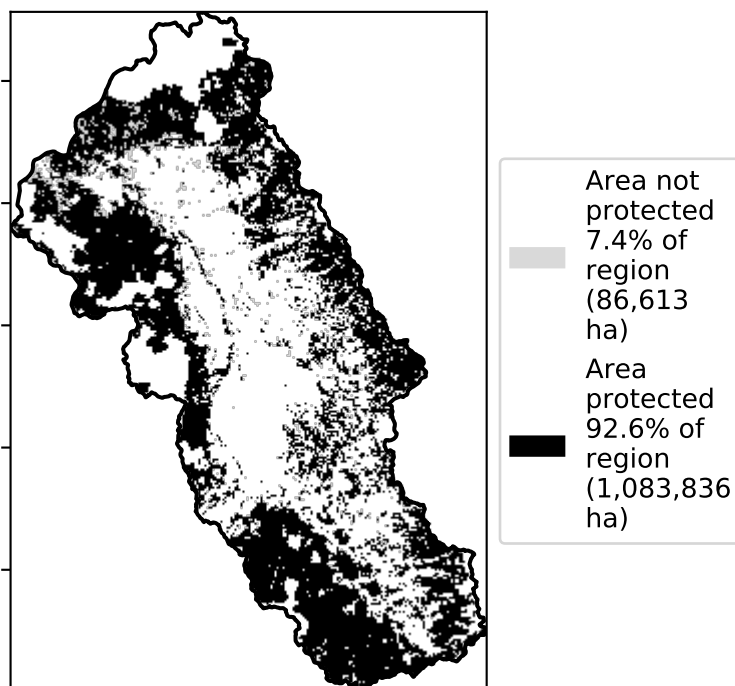 Area not
protected
7.4% of
region
(86,613
ha)
Area
protected
92.6% of
region
(1,083,836
ha)